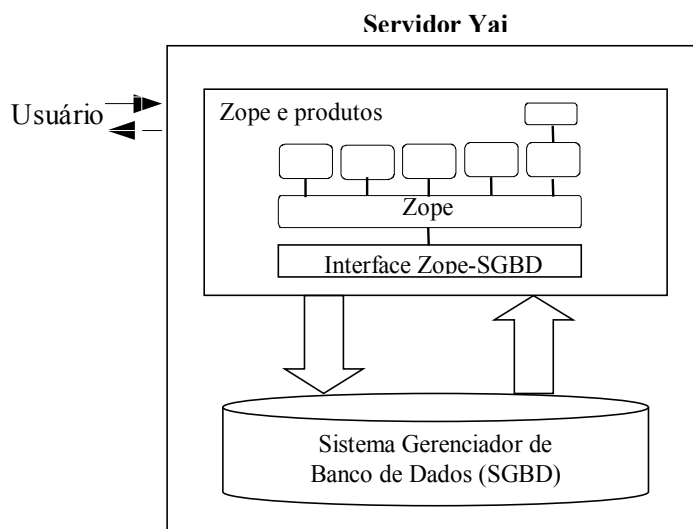 Servidor Yai
Usuário
Zope e produtos
Zope
Interface Zope-SGBD
Sistema Gerenciador de
Banco de Dados (SGBD)